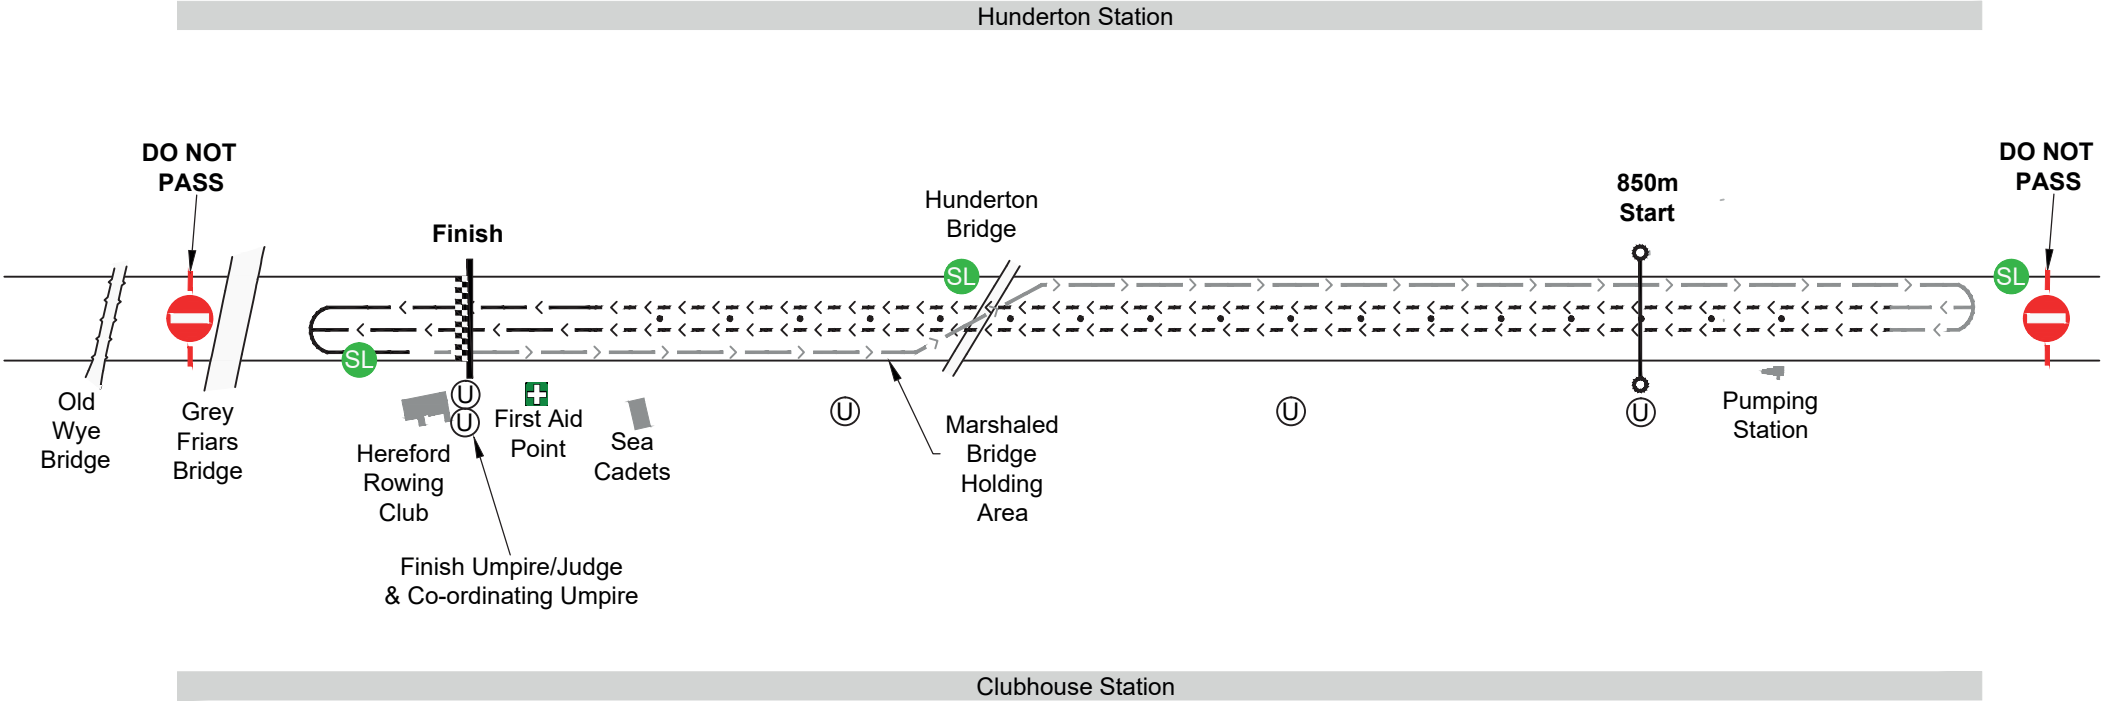 Hunderton Station
DO NOT
PASS
Finish
Hunderton
Bridge
850m
Start
DO NOT
PASS
SL
SL
SL
Old
Wye
Bridge
Grey
Friars
Bridge
Hereford
Rowing
Club
U
U
First Aid
Point
Sea
Cadets
U
Marshaled
Bridge
Holding
Area
U
U
Pumping
Station
Finish Umpire/Judge
& Co-ordinating Umpire
Clubhouse Station